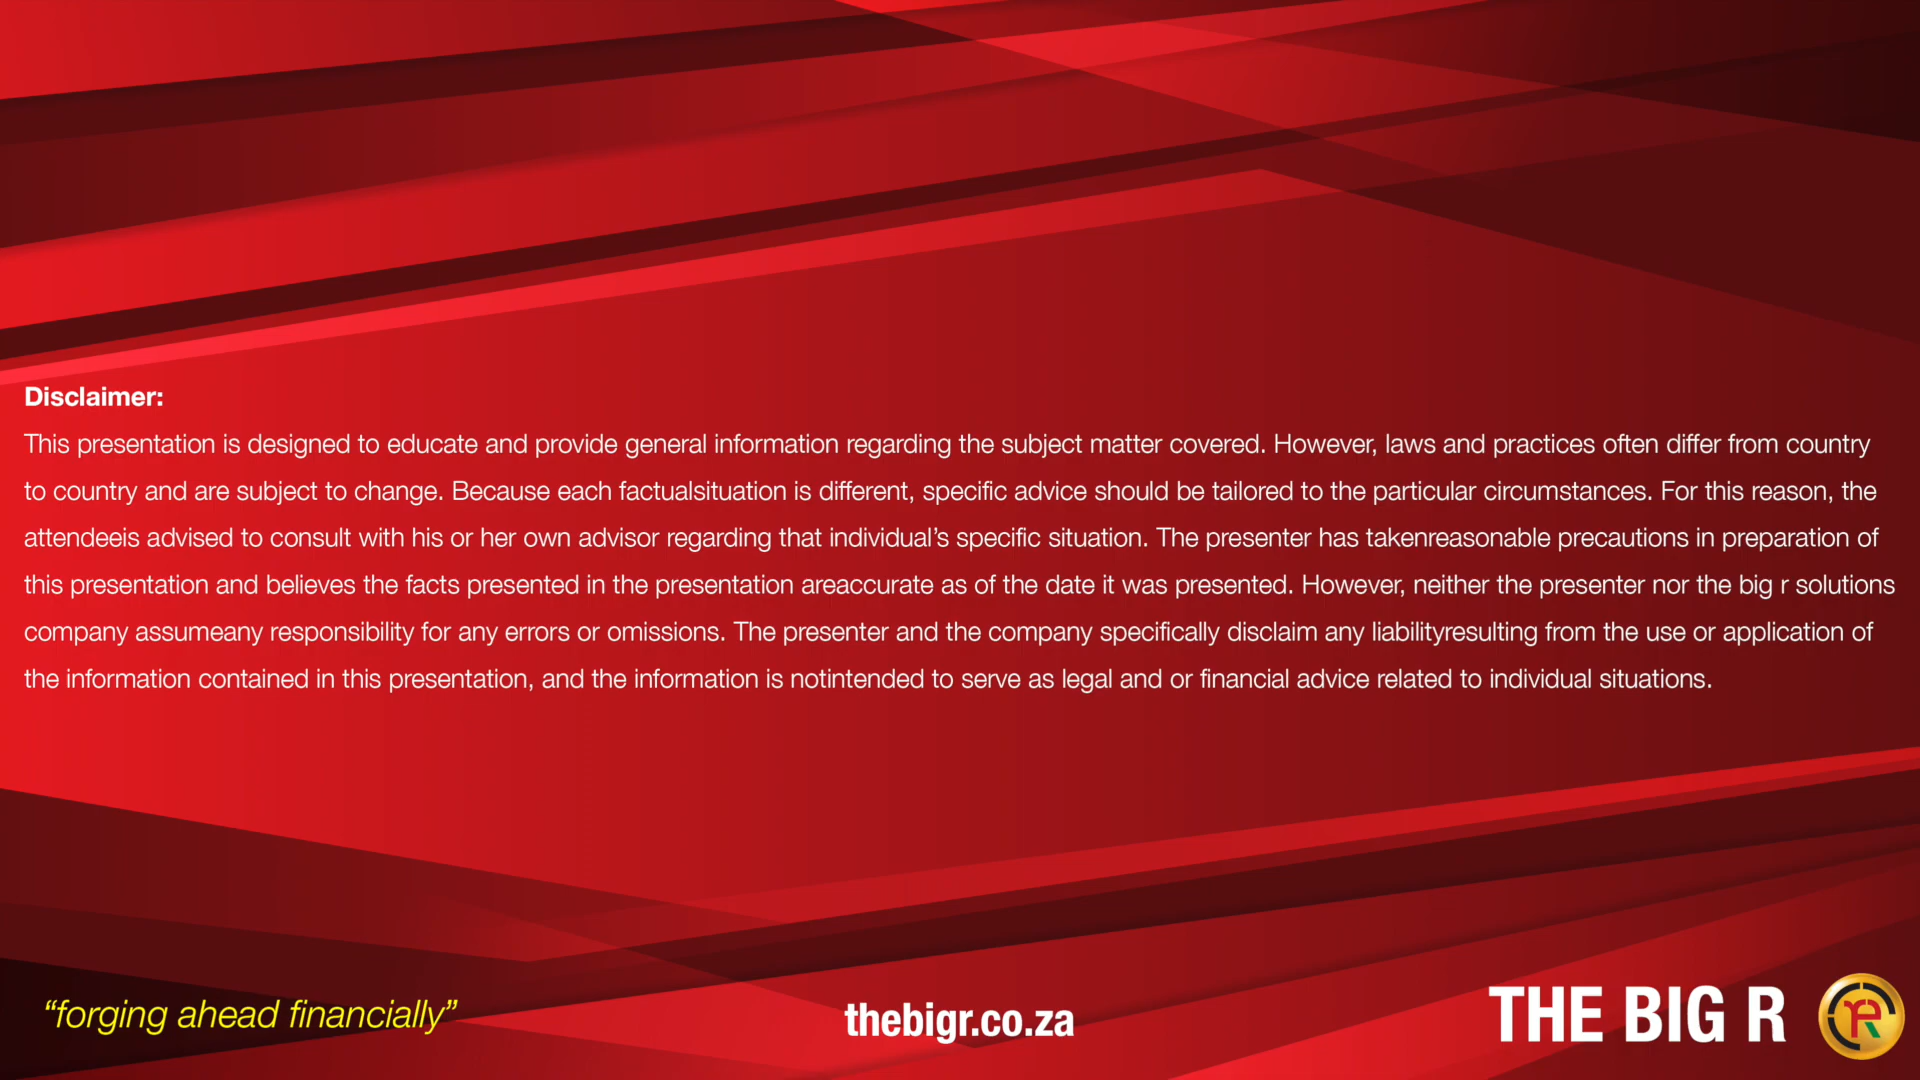 Disclaimer:
This presentation is designed to educate and provide general information regarding the subject matter covered. However, laws and practices often differ from country
to country and are subject to change. Because each factualsituation is different, specific advice should be tailored to the particular circumstances. For this reason, the
attendeeis advised to consult with his or her own advisor regarding that individual’s specific situation. The presenter has takenreasonable precautions in preparation of
this presentation and believes the facts presented in the presentation areaccurate as of the date it was presented. However, neither the presenter nor the big r solutions
company assumeany responsibility for any errors or omissions. The presenter and the company specifically disclaim any liabilityresulting from the use or application of
the information contained in this presentation, and the information is notintended to serve as legal and or financial advice related to individual situations.
“forging ahead financially”
thebigr.co.za
THE BIG R